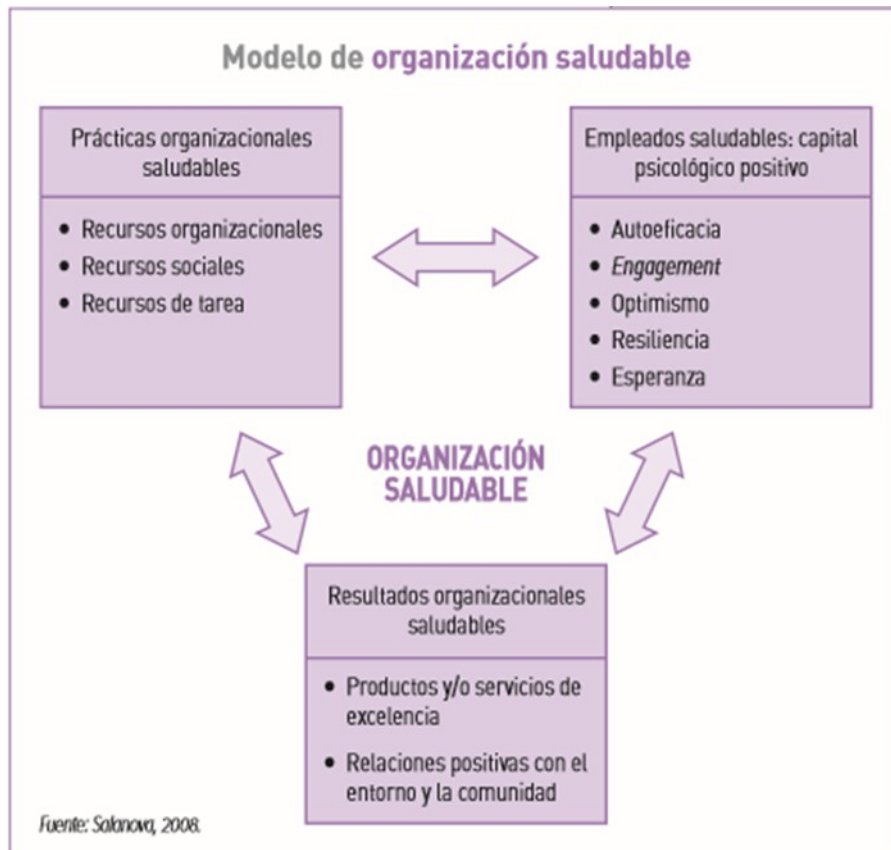 Modelo de organización saludable
Prácticas organizacionales
saludables
• Recursos organizacionales
• Recursos sociales
• Recursos de tarea
Empleados saludables: capital
psicológico positivo
• Autoeficacia
• Engagement
• Optimismo
• Resiliencia
• Esperanza
ORGANIZACIÓN
SALUDABLE
Resultados organizacionales
saludables
• Productos y/o servicios de
excelencia
• Relaciones positivas con el
entorno y la comunidad
Fuente: Salanova, 2008.